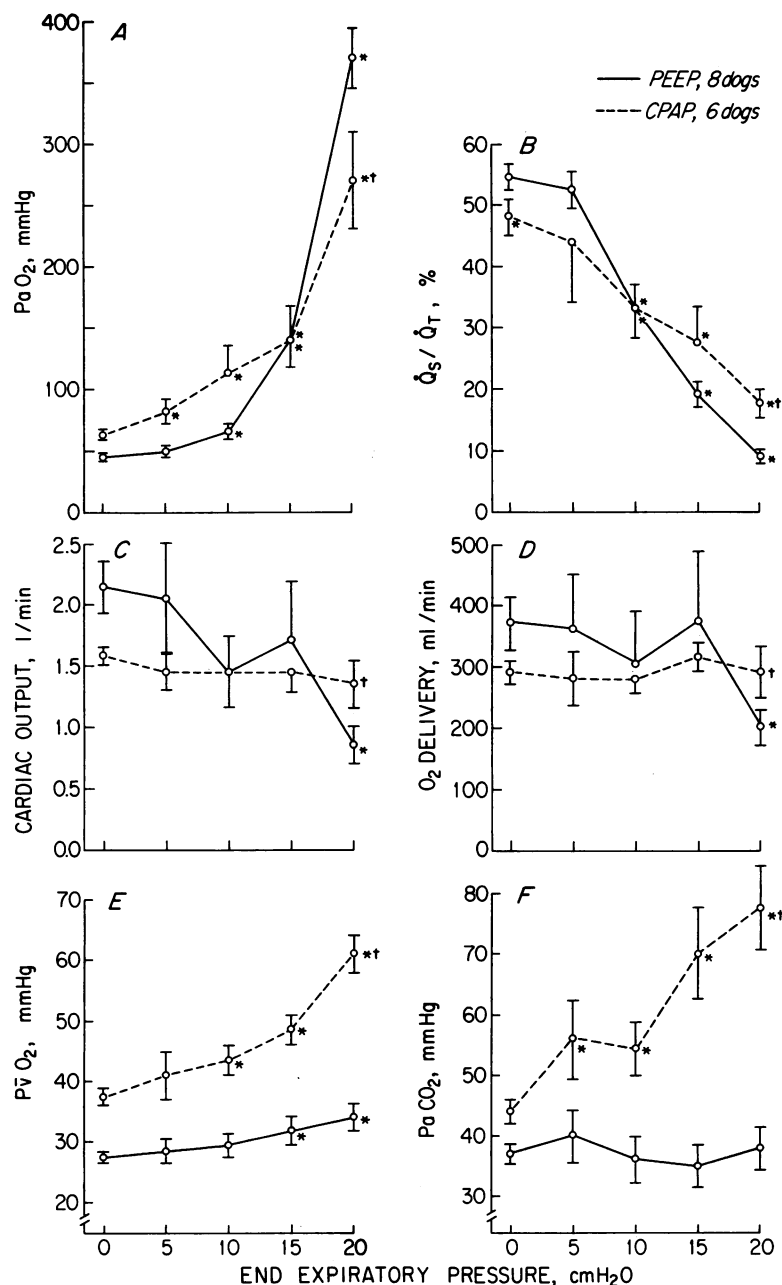 A
400
300
200
100
0
PaO2, mmHg
PEEP, 8 dogs
CPAP, 6 dogs
B
60
50
40
30
20
10
0
Q̇S/Q̇T, %
C
2.5
2.0
1.5
1.0
0.5
0.0
CARDIAC OUTPUT, l/min
D
500
400
300
200
100
0
O2 DELIVERY, ml/min
E
70
60
50
40
30
20
Pv̄O2, mmHg
0 5 10 15 20
F
80
70
60
50
40
30
PaCO2, mmHg
0 5 10 15 20
END EXPIRATORY PRESSURE, cmH2O